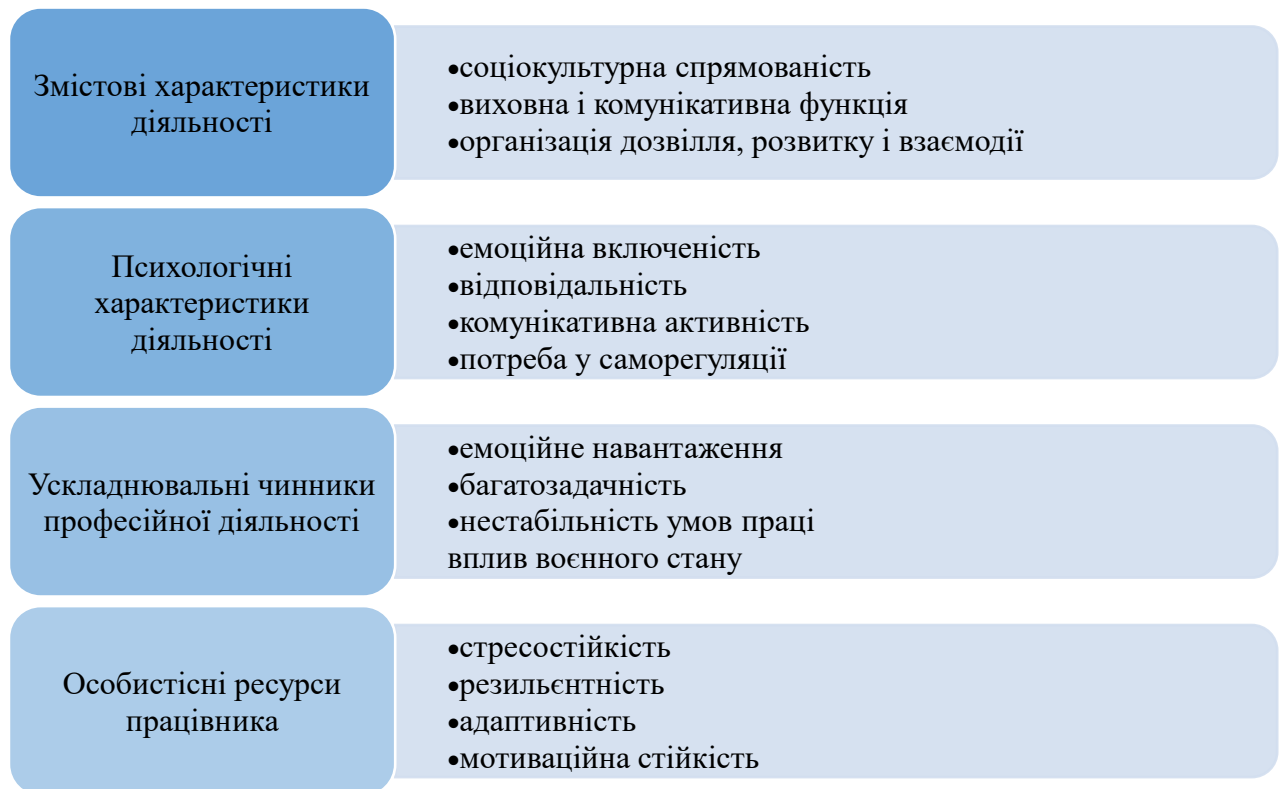 Змістові характеристики
діяльності
•соціокультурна спрямованість
•виховна і комунікативна функція
•організація дозвілля, розвитку і взаємодії
Психологічні
характеристики
діяльності
•емоційна включеність
•відповідальність
•комунікативна активність
•потреба у саморегуляції
Ускладнювальні чинники
професійної діяльності
•емоційне навантаження
•багатозадачність
•нестабільність умов праці
вплив воєнного стану
Особистісні ресурси
працівника
•стресостійкість
•резильєнтність
•адаптивність
•мотиваційна стійкість